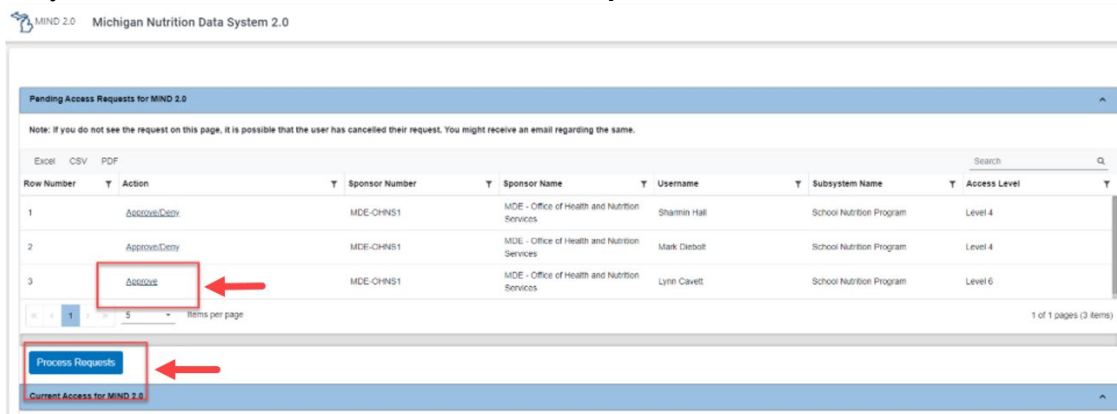 MIND 2.0 Michigan Nutrition Data System 2.0
Pending Access Requests for MIND 2.0
Note: If you do not see the request on this page, it is possible that the user has cancelled their request. You might receive an email regarding the same.
Excel CSV PDF Search
Row Number Action Sponsor Number Sponsor Name Username Subsystem Name Access Level
1 Approve/Deny MDE-OHNS1 MDE - Office of Health and Nutrition Services Sharmin Hall School Nutrition Program Level 4
2 Approve/Deny MDE-OHNS1 MDE - Office of Health and Nutrition Services Mark Diebolt School Nutrition Program Level 4
3 Approve MDE-OHNS1 MDE - Office of Health and Nutrition Services Lynn Cavett School Nutrition Program Level 6
1 5 Items per page 1 of 1 pages (3 items)
Process Requests
Current Access for MIND 2.0